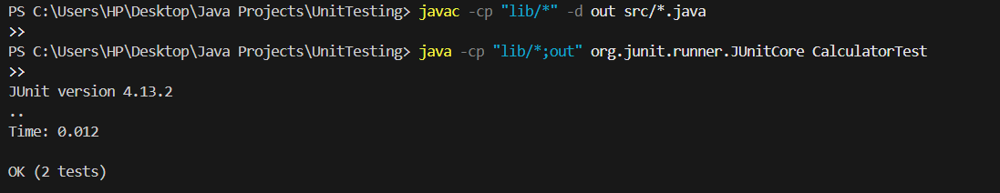 PS C:\Users\HP\Desktop\Java Projects\UnitTesting> javac -cp "lib/*" -d out src/*.java
>>
PS C:\Users\HP\Desktop\Java Projects\UnitTesting> java -cp "lib/*;out" org.junit.runner.JUnitCore CalculatorTest
>>
JUnit version 4.13.2
..
Time: 0.012
OK (2 tests)